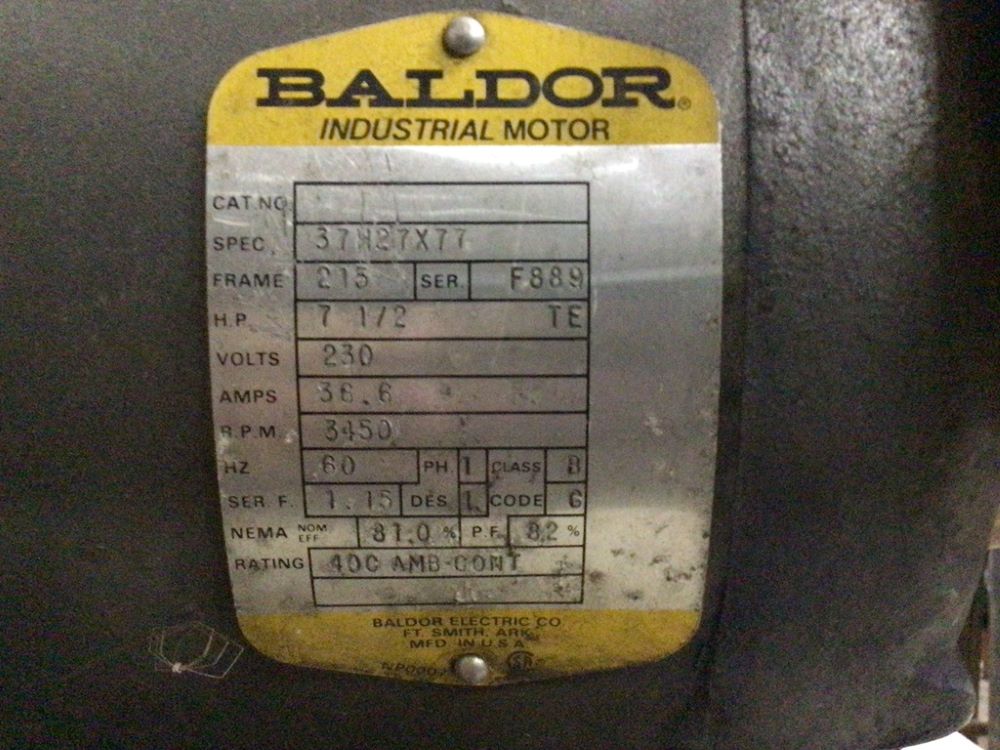 BALDOR®
INDUSTRIAL MOTOR
CAT NO
SPEC. 37H27X77
FRAME 215 SER. F889
H.P. 7 1/2 TE
VOLTS 230
AMPS 36.6
R.P.M. 3450
HZ 60 PH 1 CLASS B
SER. F. 1.15 DES 1 CODE G
NEMA NOM EFF 81.0 % P.F. 82 %
RATING 40C AMB-CONT
BALDOR ELECTRIC CO
FT. SMITH, ARK.
MFD IN U.S.A